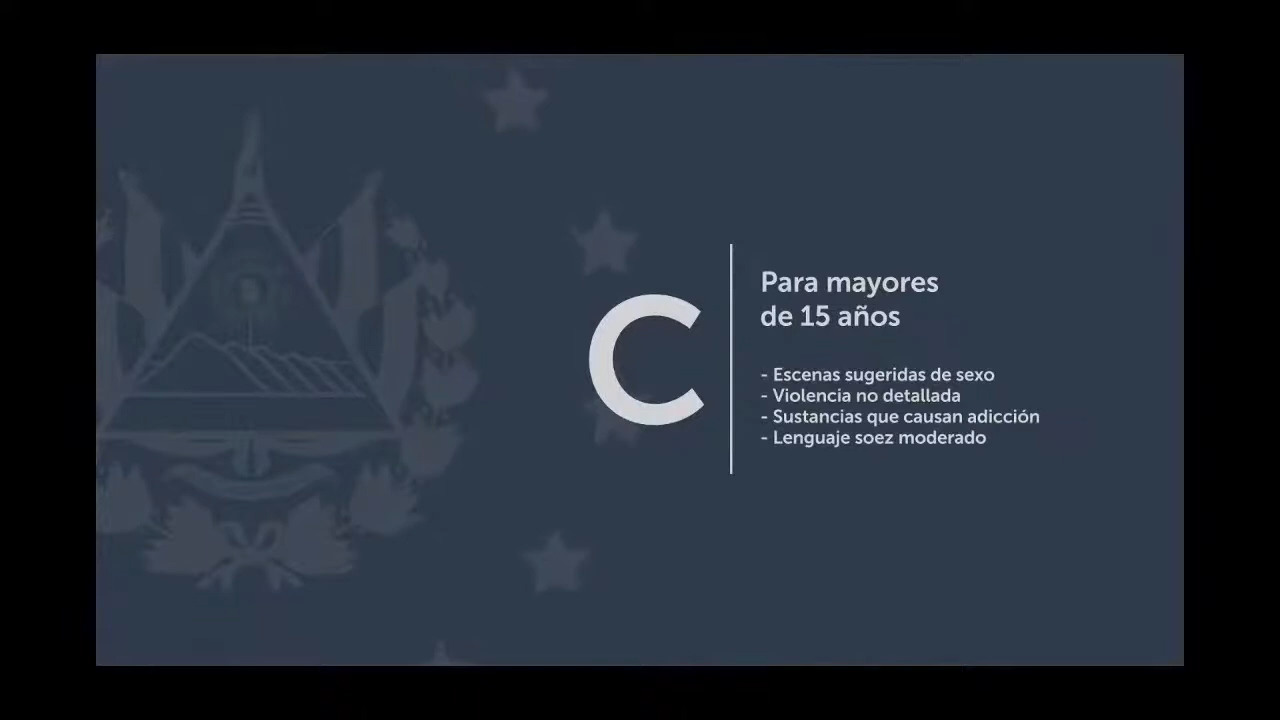 C
Para mayores
de 15 años
- Escenas sugeridas de sexo
- Violencia no detallada
- Sustancias que causan adicción
- Lenguaje soez moderado